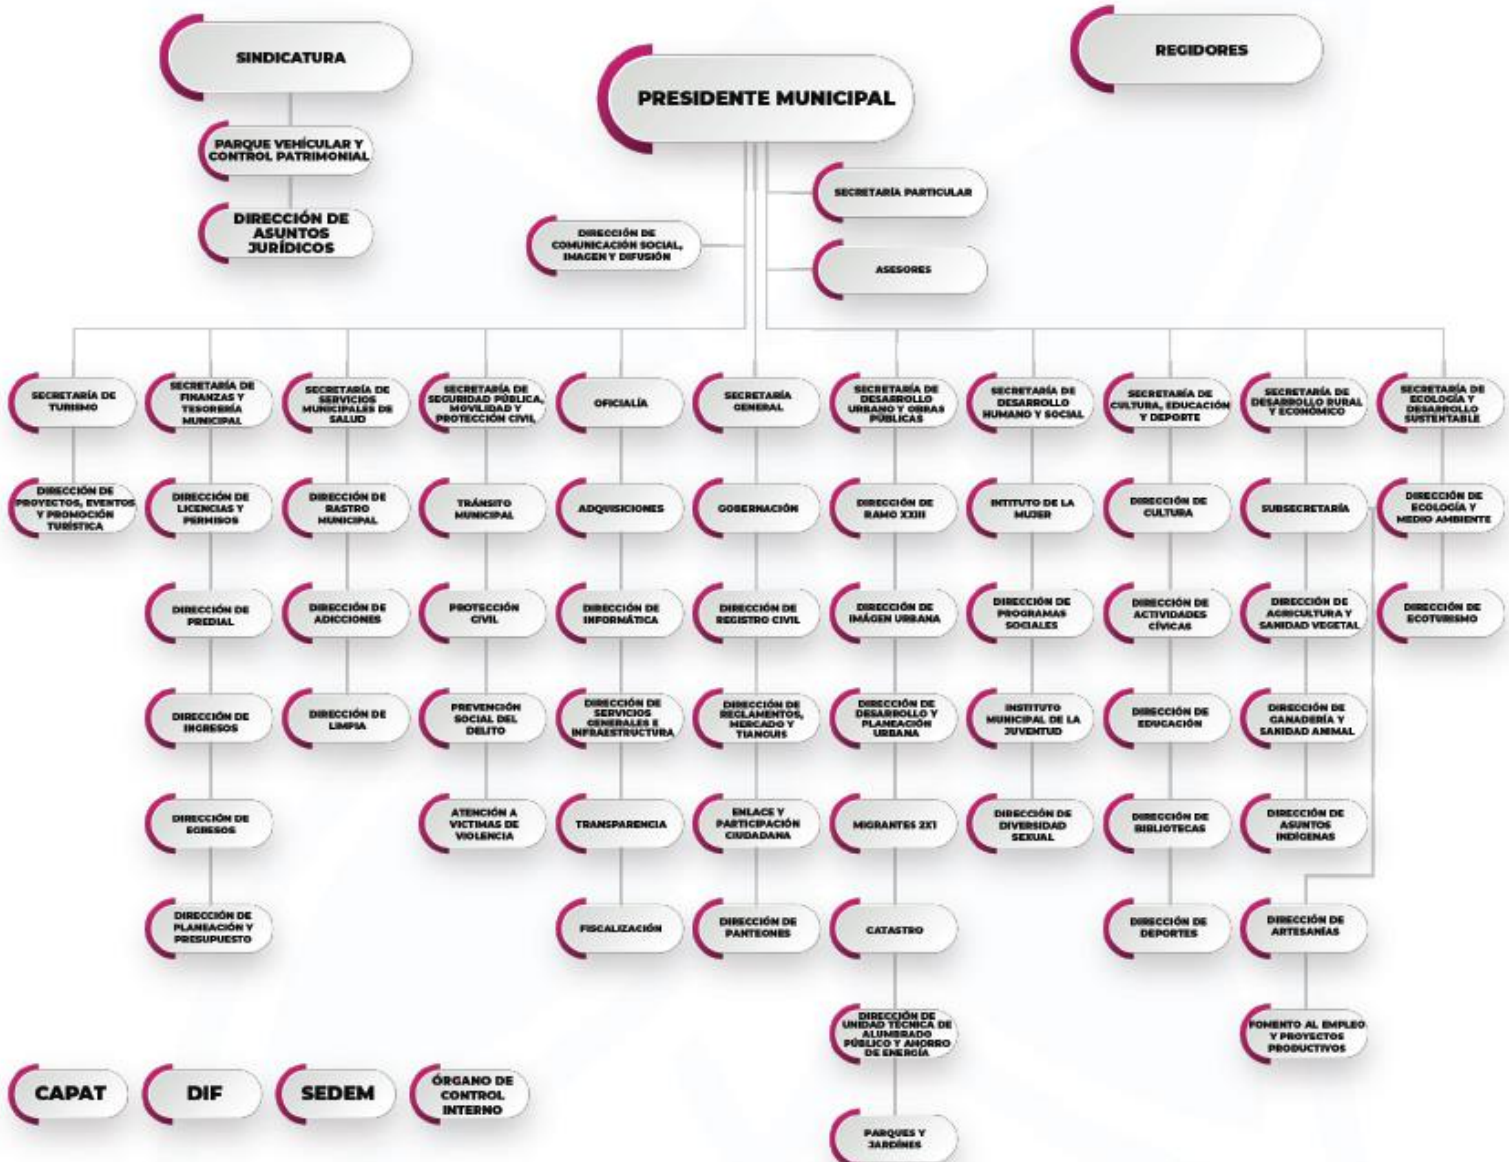 SINDICATURA
PARQUE VEHÍCULAR Y
CONTROL PATRIMONIAL
DIRECCIÓN DE
ASUNTOS
JURÍDICOS
PRESIDENTE MUNICIPAL
REGIDORES
SECRETARÍA PARTICULAR
DIRECCIÓN DE
COMUNICACIÓN SOCIAL,
IMAGEN Y DIFUSIÓN
ASESORES
SECRETARÍA DE
TURISMO
SECRETARÍA DE
FINANZAS Y
TESORERÍA
MUNICIPAL
SECRETARÍA DE
SERVICIOS
MUNICIPALES DE
SALUD
SECRETARÍA DE
SEGURIDAD PÚBLICA,
MOVILIDAD Y
PROTECCIÓN CIVIL
OFICIALÍA
SECRETARÍA
GENERAL
SECRETARÍA DE
DESARROLLO
URBANO Y OBRAS
PÚBLICAS
SECRETARÍA DE
DESARROLLO
HUMANO Y SOCIAL
SECRETARÍA DE
CULTURA, EDUCACIÓN
Y DEPORTE
SECRETARÍA DE
DESARROLLO RURAL
Y ECONÓMICO
SECRETARÍA DE
ECOLOGÍA Y
DESARROLLO
SUSTENTABLE
DIRECCIÓN DE
PROYECTOS, EVENTOS
Y PROMOCIÓN
TURÍSTICA
DIRECCIÓN DE
LICENCIAS Y
PERMISOS
DIRECCIÓN DE
RASTRO
MUNICIPAL
TRÁNSITO
MUNICIPAL
ADQUISICIONES
GOBERNACIÓN
DIRECCIÓN DE
RAMO XXIII
INTITUTO DE LA
MUJER
DIRECCIÓN DE
CULTURA
SUBSECRETARÍA
DIRECCIÓN DE
ECOLOGÍA Y
MEDIO AMBIENTE
DIRECCIÓN DE
PREDIAL
DIRECCIÓN DE
ADICCIONES
PROTECCIÓN
CIVIL
DIRECCIÓN DE
INFORMÁTICA
DIRECCIÓN DE
REGISTRO CIVIL
DIRECCIÓN DE
IMÁGEN URBANA
DIRECCIÓN DE
PROGRAMAS
SOCIALES
DIRECCIÓN DE
ACTIVIDADES
CÍVICAS
DIRECCIÓN DE
AGRICULTURA Y
SANIDAD VEGETAL
DIRECCIÓN DE
ECOTURISMO
DIRECCIÓN DE
INGRESOS
DIRECCIÓN DE
LIMPIA
PREVENCIÓN
SOCIAL DEL
DELITO
DIRECCIÓN DE
SERVICIOS
GENERALES E
INFRAESTRUCTURA
DIRECCIÓN DE
REGLAMENTOS,
MERCADO Y
TIANGUIS
DIRECCIÓN DE
DESARROLLO Y
PLANEACIÓN
URBANA
INSTITUTO
MUNICIPAL DE LA
JUVENTUD
DIRECCIÓN DE
EDUCACIÓN
DIRECCIÓN DE
GANADERÍA Y
SANIDAD ANIMAL
DIRECCIÓN DE
EGRESOS
ATENCIÓN A
VICTIMAS DE
VIOLENCIA
TRANSPARENCIA
ENLACE Y
PARTICIPACIÓN
CIUDADANA
MIGRANTES 2X1
DIRECCIÓN DE
DIVERSIDAD
SEXUAL
DIRECCIÓN DE
BIBLIOTECAS
DIRECCIÓN DE
ASUNTOS
INDÍGENAS
DIRECCIÓN DE
PLANEACIÓN Y
PRESUPUESTO
FISCALIZACIÓN
DIRECCIÓN DE
PANTEONES
CATASTRO
DIRECCIÓN DE
DEPORTES
DIRECCIÓN DE
ARTESANÍAS
DIRECCIÓN DE
UNIDAD TÉCNICA DE
ALUMBRADO
PÚBLICO Y AHORRO
DE ENERGÍA
FOMENTO AL EMPLEO
Y PROYECTOS
PRODUCTIVOS
CAPAT
DIF
SEDEM
ÓRGANO DE
CONTROL
INTERNO
PARQUES Y
JARDÍNES